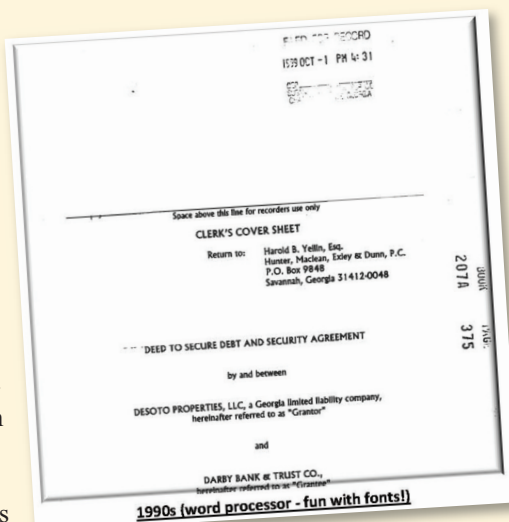 FILED FOR RECORD
1999 OCT -1 PM 4:31
Space above this line for recorders use only
CLERK'S COVER SHEET
Return to: Harold B. Yellin, Esq.
Hunter, Maclean, Exley & Dunn, P.C.
P.O. Box 9848
Savannah, Georgia 31412-0048
BOOK PAGE
207A 375
DEED TO SECURE DEBT AND SECURITY AGREEMENT
by and between
DESOTO PROPERTIES, LLC, a Georgia limited liability company,
hereinafter referred to as "Grantor"
and
DARBY BANK & TRUST CO.,
hereinafter referred to as "Grantee"
1990s (word processor - fun with fonts!)